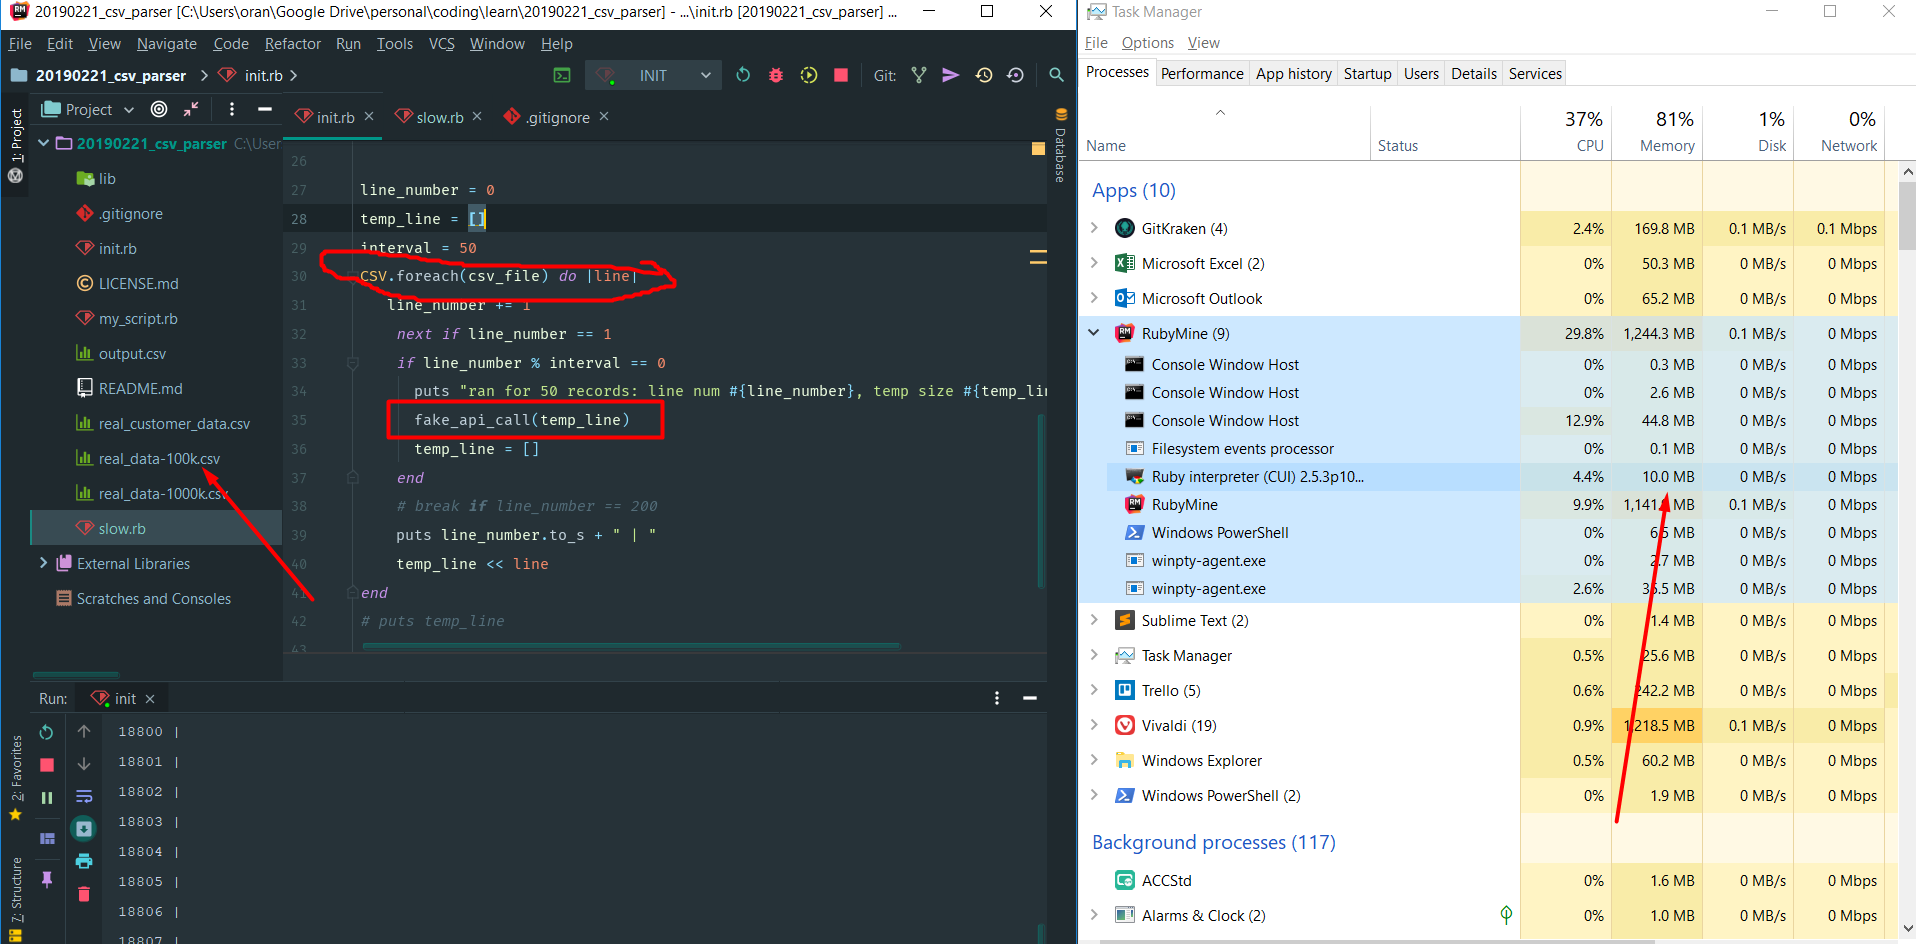 20190221_csv_parser [C:\Users\oran\Google Drive\personal\coding\learn\20190221_csv_parser] - ...\init.rb [20190221_csv_parser] ...
File Edit View Navigate Code Refactor Run Tools VCS Window Help
20190221_csv_parser init.rb
INIT
Git:
1: Project
Project
20190221_csv_parser C:\User
lib
.gitignore
init.rb
LICENSE.md
my_script.rb
output.csv
README.md
real_customer_data.csv
real_data-100k.csv
real_data-1000k.csv
slow.rb
External Libraries
Scratches and Consoles
init.rb slow.rb .gitignore
Database
26
27 line_number = 0
28 temp_line = []
29 interval = 50
30 CSV.foreach(csv_file) do |line|
31 line_number += 1
32 next if line_number == 1
33 if line_number % interval == 0
34 puts "ran for 50 records: line num #{line_number}, temp size #{temp_li
35 fake_api_call(temp_line)
36 temp_line = []
37 end
38 # break if line_number == 200
39 puts line_number.to_s + " | "
40 temp_line << line
41 end
42 # puts temp_line
43
Run: init
2: Favorites
7: Structure
18800 |
18801 |
18802 |
18803 |
18804 |
18805 |
18806 |
18807 |
Task Manager
File Options View
Processes Performance App history Startup Users Details Services
37% 81% 1% 0%
Name Status CPU Memory Disk Network
Apps (10)
GitKraken (4) 2.4% 169.8 MB 0.1 MB/s 0.1 Mbps
Microsoft Excel (2) 0% 50.3 MB 0 MB/s 0 Mbps
Microsoft Outlook 0% 65.2 MB 0 MB/s 0 Mbps
RubyMine (9) 29.8% 1,244.3 MB 0.1 MB/s 0 Mbps
Console Window Host 0% 0.3 MB 0 MB/s 0 Mbps
Console Window Host 0% 2.6 MB 0 MB/s 0 Mbps
Console Window Host 12.9% 44.8 MB 0 MB/s 0 Mbps
Filesystem events processor 0% 0.1 MB 0 MB/s 0 Mbps
Ruby interpreter (CUI) 2.5.3p10... 4.4% 10.0 MB 0 MB/s 0 Mbps
RubyMine 9.9% MB 0.1 MB/s 0 Mbps
Windows PowerShell 0% MB 0 MB/s 0 Mbps
winpty-agent.exe 0% MB 0 MB/s 0 Mbps
winpty-agent.exe 2.6% MB 0 MB/s 0 Mbps
Sublime Text (2) 0% 1.4 MB 0 MB/s 0 Mbps
Task Manager 0.5% 25.6 MB 0 MB/s 0 Mbps
Trello (5) 0.6% 242.2 MB 0 MB/s 0 Mbps
Vivaldi (19) 0.9% 1,218.5 MB 0.1 MB/s 0 Mbps
Windows Explorer 0.5% 60.2 MB 0 MB/s 0 Mbps
Windows PowerShell (2) 0% 1.9 MB 0 MB/s 0 Mbps
Background processes (117)
ACCStd 0% 1.6 MB 0 MB/s 0 Mbps
Alarms & Clock (2) 0% 1.0 MB 0 MB/s 0 Mbps